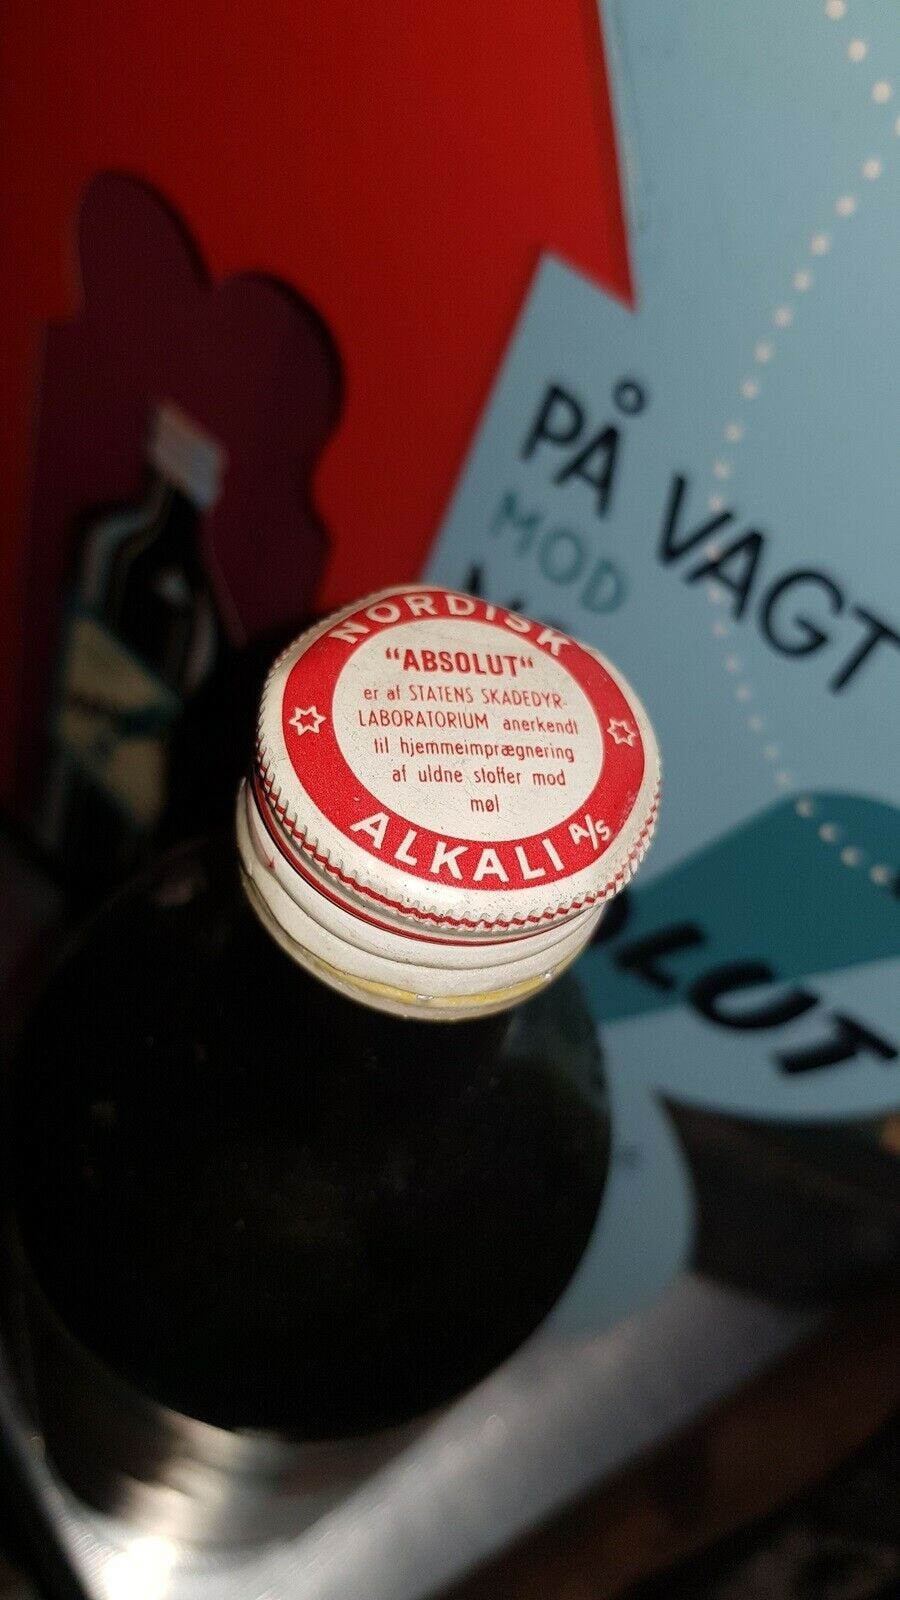 PÅ VAGT
MOD
NORDISK
"ABSOLUT"
er af STATENS SKADEDYR-
LABORATORIUM anerkendt
til hjemmeimprægnering
af uldne stoffer mod
møl
ALKALI A/S
OLUT